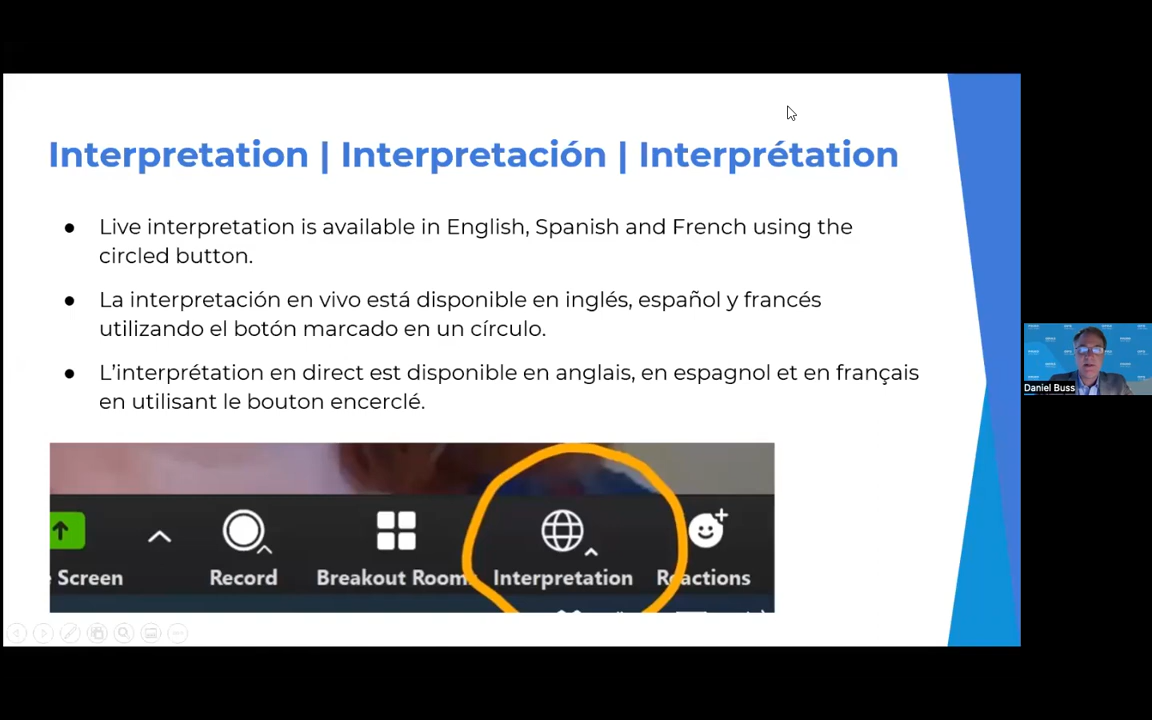 Interpretation | Interpretación | Interprétation
● Live interpretation is available in English, Spanish and French using the
circled button.
● La interpretación en vivo está disponible en inglés, español y francés
utilizando el botón marcado en un círculo.
● L'interprétation en direct est disponible en anglais, en espagnol et en français
en utilisant le bouton encerclé.
Daniel Buss
Screen
Record
Breakout Room
Interpretation
Reactions